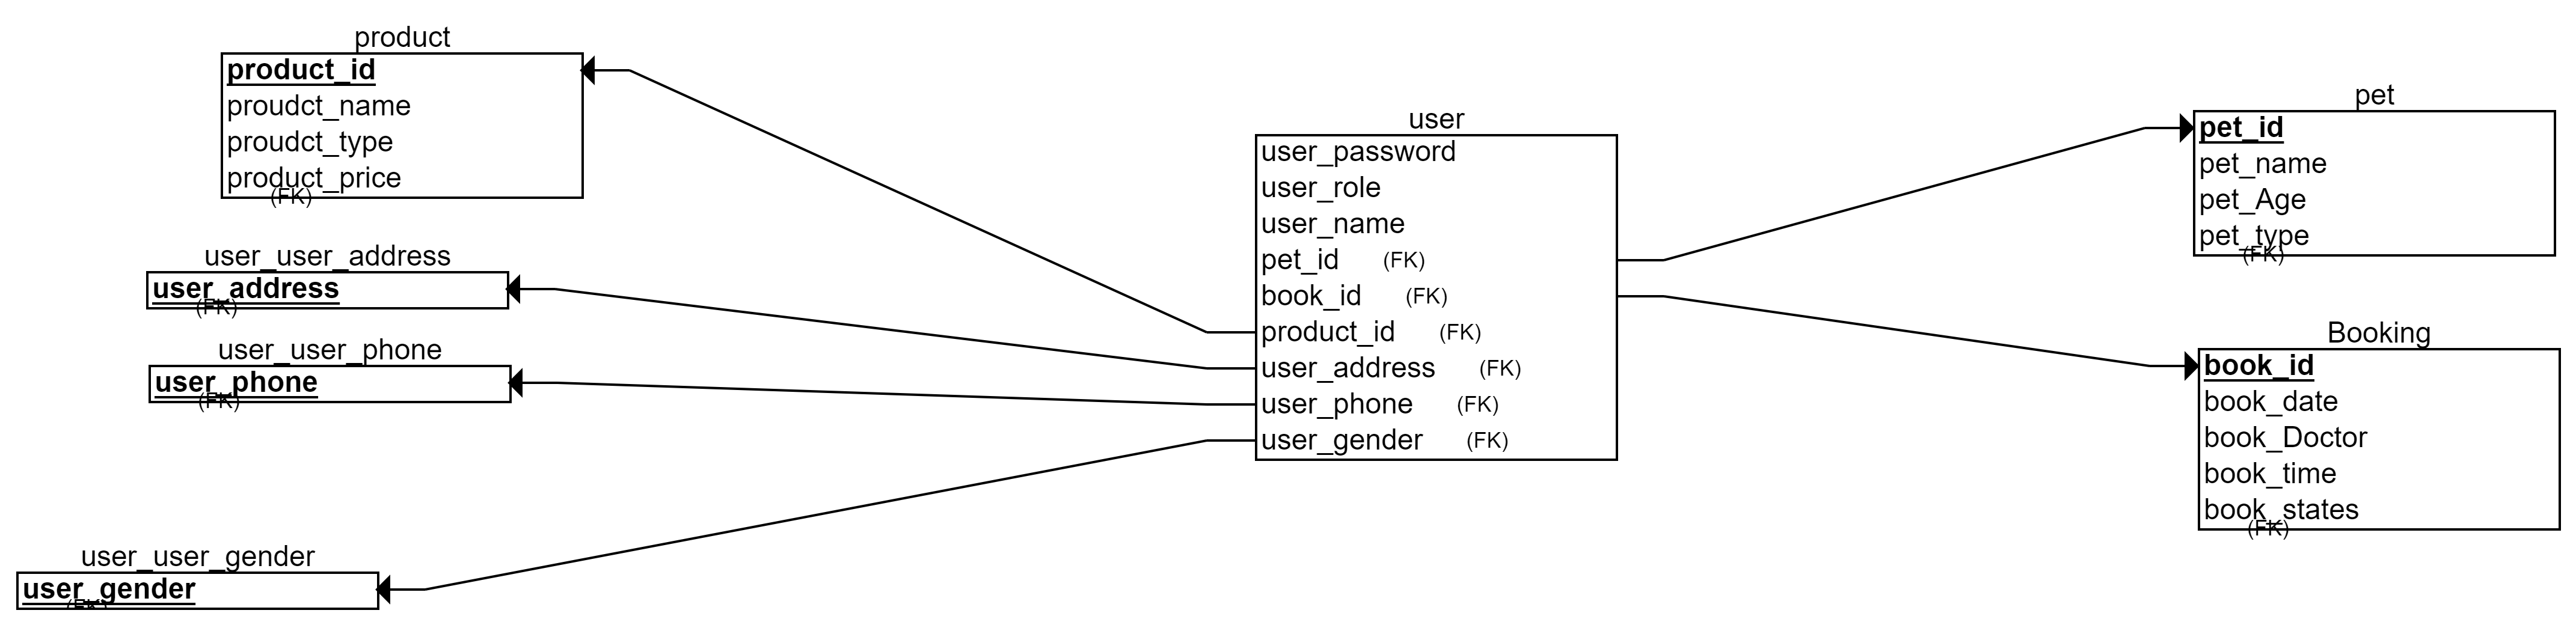 product
product_id
proudct_name
proudct_type
product_price
(FK)
user_user_address
user_address
(FK)
user_user_phone
user_phone
(FK)
user_user_gender
user_gender
(FK)
user
user_password
user_role
user_name
pet_id (FK)
book_id (FK)
product_id (FK)
user_address (FK)
user_phone (FK)
user_gender (FK)
pet
pet_id
pet_name
pet_Age
pet_type
(FK)
Booking
book_id
book_date
book_Doctor
book_time
book_states
(FK)